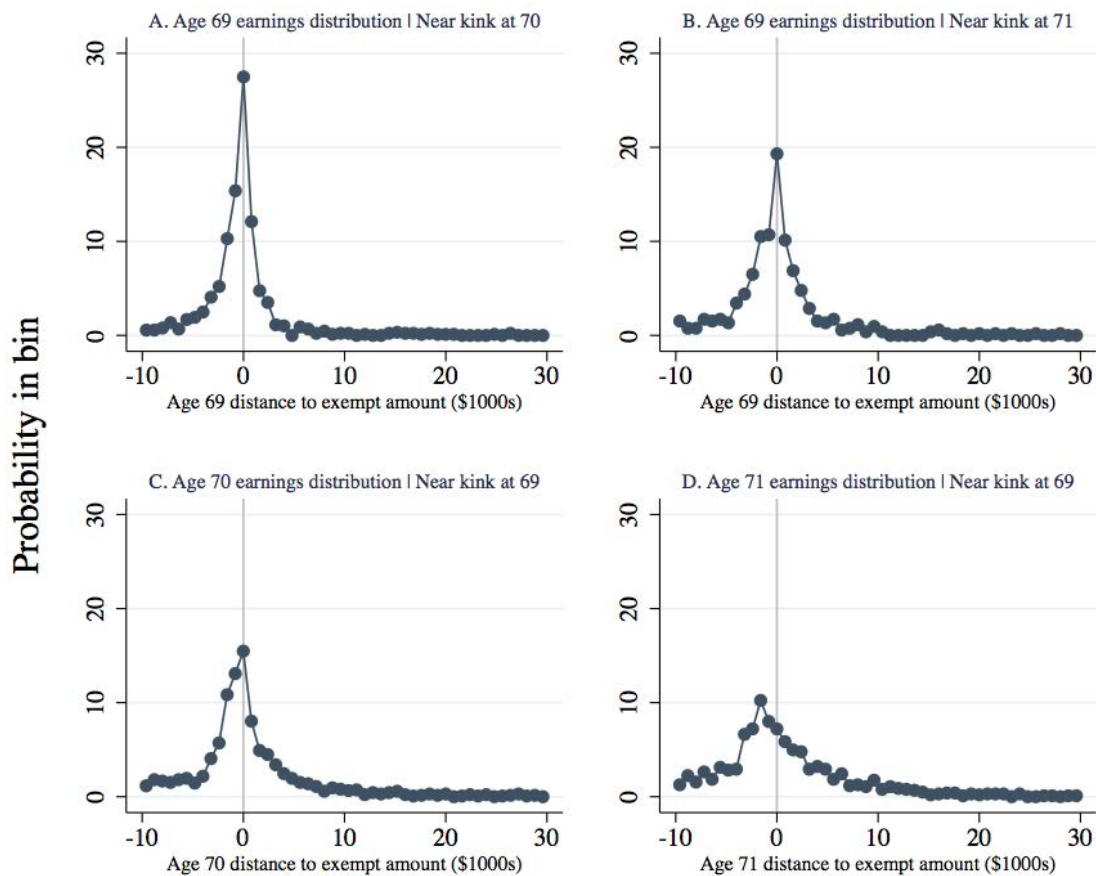 Probability in bin
A. Age 69 earnings distribution | Near kink at 70
30
20
10
0
-10 0 10 20 30
Age 69 distance to exempt amount ($1000s)
B. Age 69 earnings distribution | Near kink at 71
30
20
10
0
-10 0 10 20 30
Age 69 distance to exempt amount ($1000s)
C. Age 70 earnings distribution | Near kink at 69
30
20
10
0
-10 0 10 20 30
Age 70 distance to exempt amount ($1000s)
D. Age 71 earnings distribution | Near kink at 69
30
20
10
0
-10 0 10 20 30
Age 71 distance to exempt amount ($1000s)